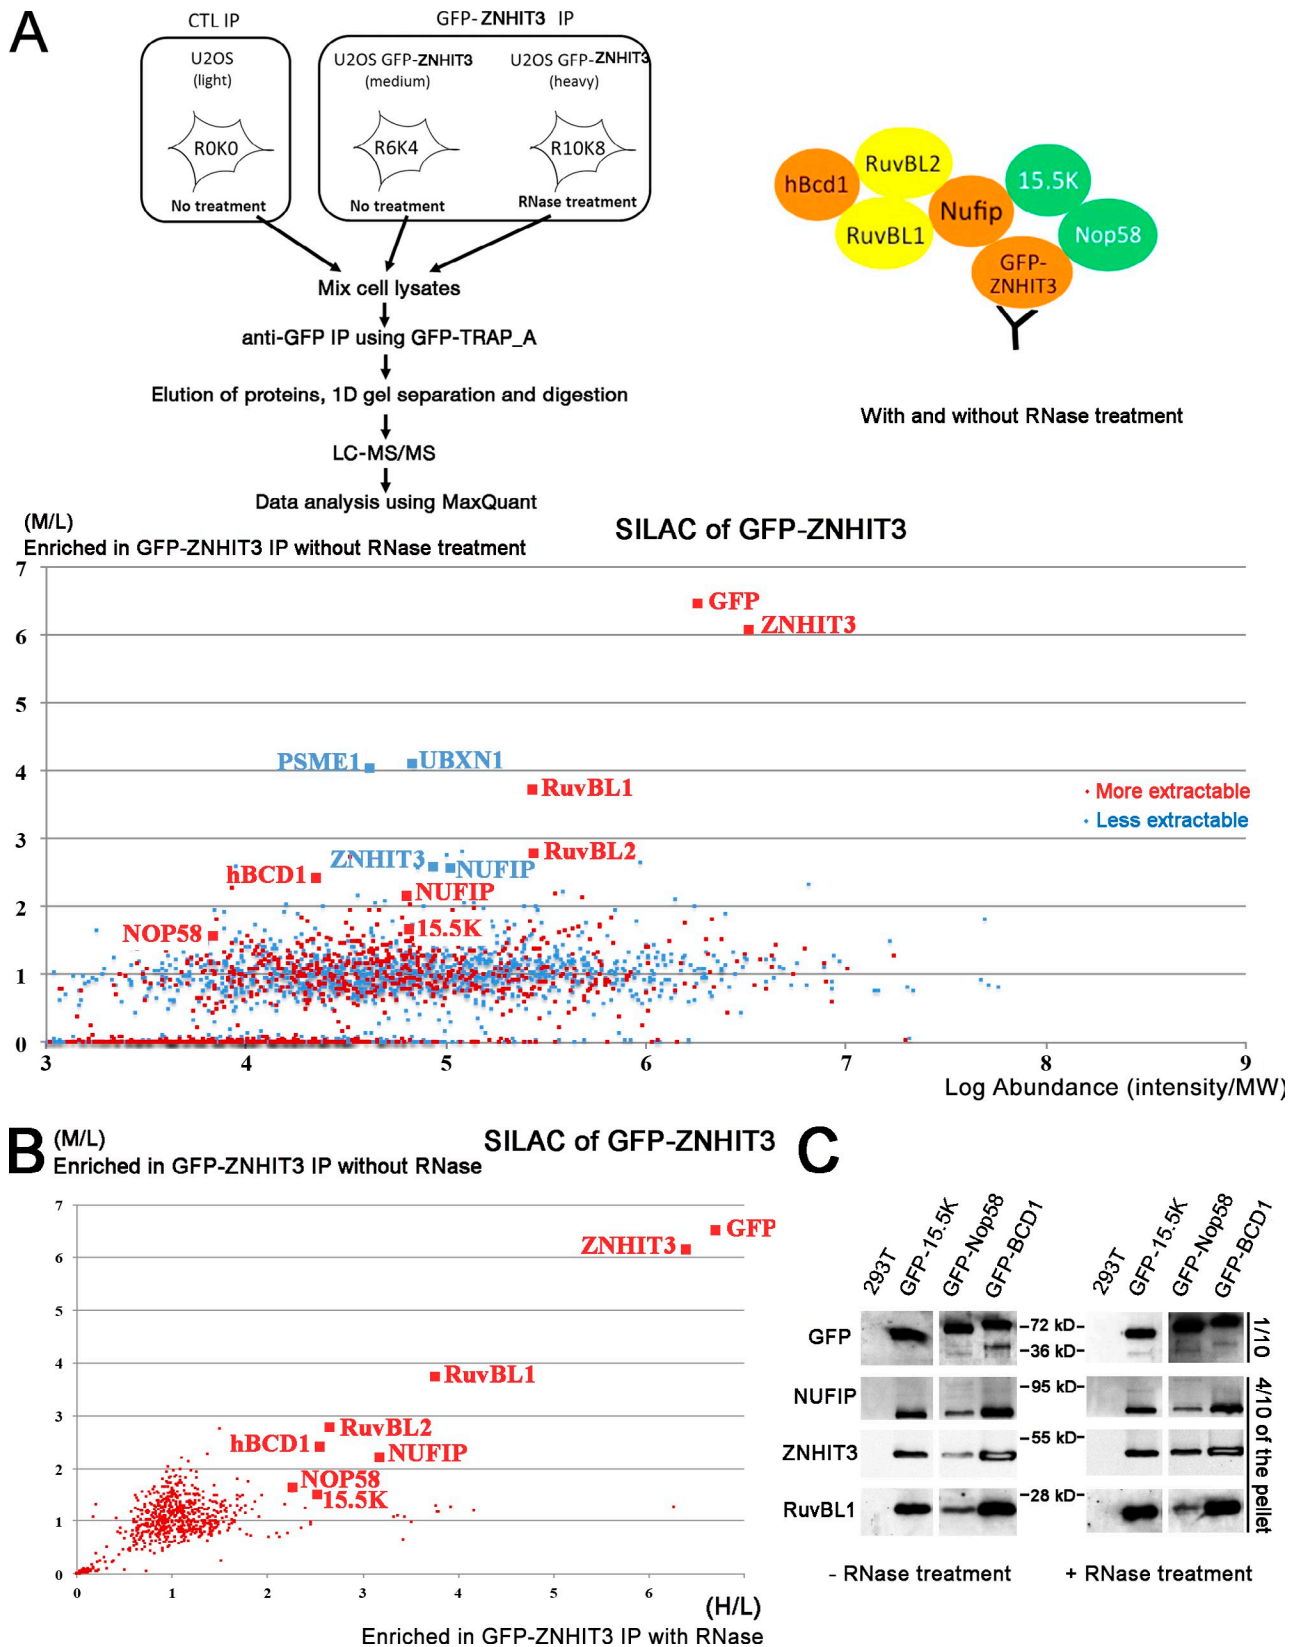 A
CTL IP
GFP-ZNHIT3 IP
U2OS
(light)
U2OS GFP-ZNHIT3
(medium)
U2OS GFP-ZNHIT3
(heavy)
R0K0
R6K4
R10K8
No treatment
No treatment
RNase treatment
Mix cell lysates
anti-GFP IP using GFP-TRAP_A
Elution of proteins, 1D gel separation and digestion
LC-MS/MS
Data analysis using MaxQuant
hBcd1
RuvBL2
RuvBL1
Nufip
15.5K
Nop58
GFP-
ZNHIT3
With and without RNase treatment
(M/L)
Enriched in GFP-ZNHIT3 IP without RNase treatment
SILAC of GFP-ZNHIT3
7
6
5
4
3
2
1
0
GFP
ZNHIT3
PSME1
UBXN1
RuvBL1
More extractable
Less extractable
RuvBL2
ZNHIT3
NUFIP
hBCD1
NUFIP
NOP58
15.5K
3 4 5 6 7 8 9
Log Abundance (intensity/MW)
B
(M/L)
Enriched in GFP-ZNHIT3 IP without RNase
SILAC of GFP-ZNHIT3
7
6
5
4
3
2
1
0
GFP
ZNHIT3
RuvBL1
RuvBL2
hBCD1
NUFIP
NOP58
15.5K
0 1 2 3 4 5 6
(H/L)
Enriched in GFP-ZNHIT3 IP with RNase
C
293T
GFP-15.5K
GFP-Nop58
GFP-BCD1
293T
GFP-15.5K
GFP-Nop58
GFP-BCD1
GFP
NUFIP
ZNHIT3
RuvBL1
-72 kD-
-36 kD-
-95 kD-
-55 kD-
-28 kD-
1/10
4/10 of the pellet
- RNase treatment
+ RNase treatment